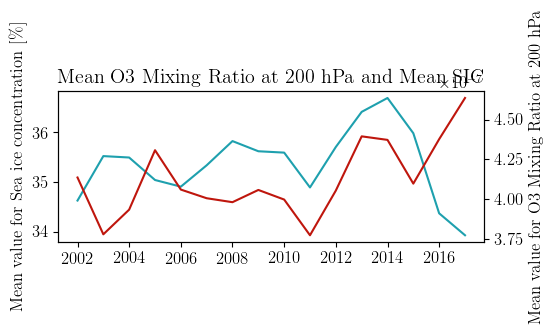 Mean O3 Mixing Ratio at 200 hPa and Mean SIC
Mean value for Sea ice concentration [%]
36
35
34
4.50
4.25
4.00
3.75
Mean value for O3 Mixing Ratio at 200 hPa
2002 2004 2006 2008 2010 2012 2014 2016